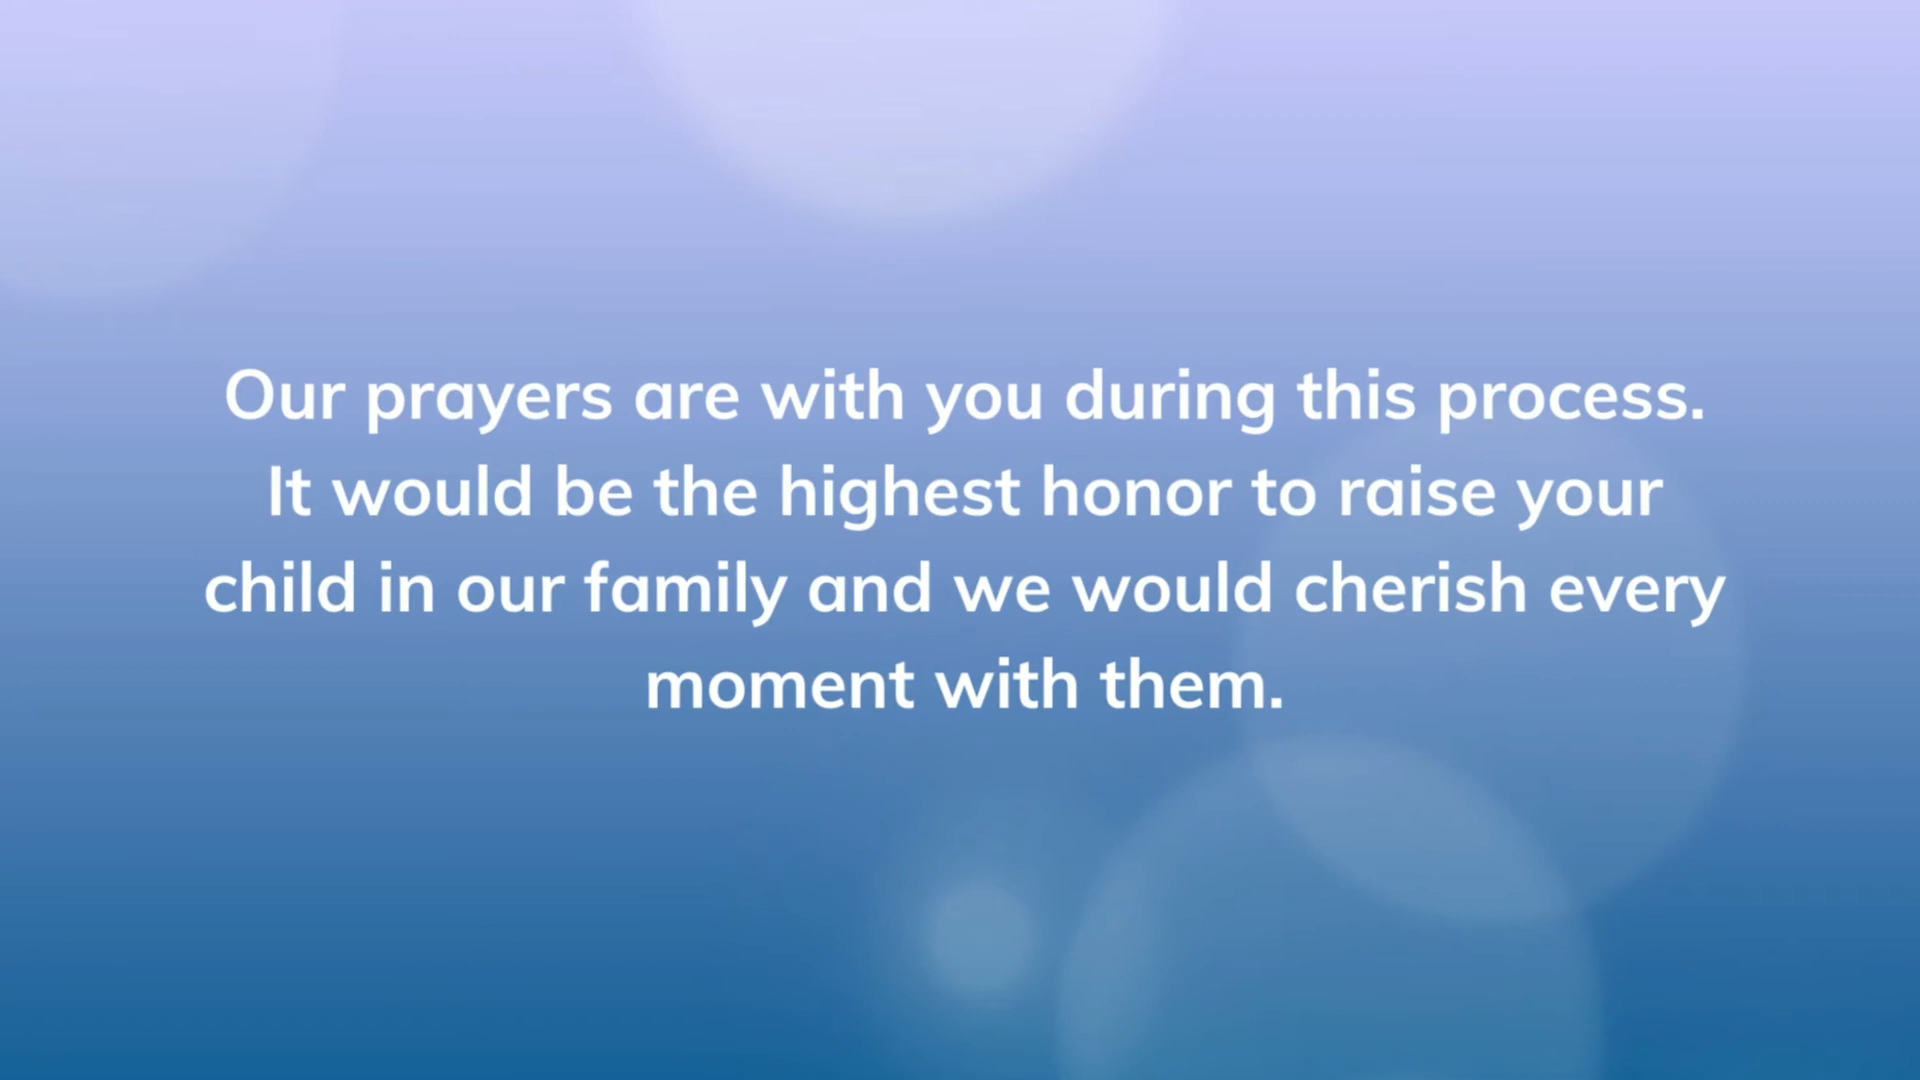 Our prayers are with you during this process.
It would be the highest honor to raise your
child in our family and we would cherish every
moment with them.